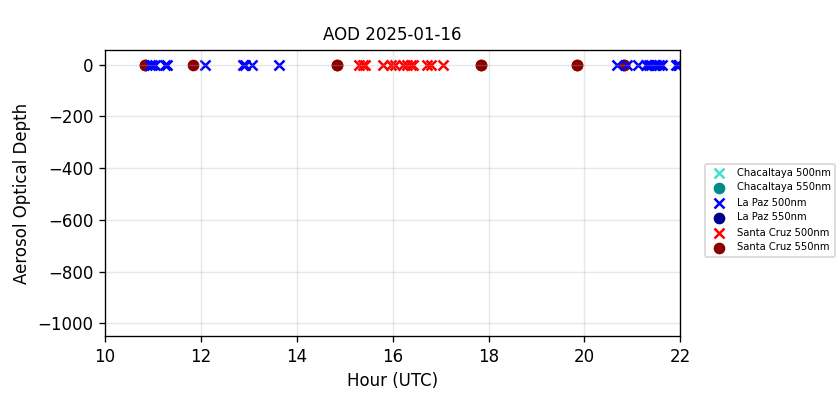 AOD 2025-01-16
Aerosol Optical Depth
0
−200
−400
−600
−800
−1000
10 12 14 16 18 20 22
Hour (UTC)
Chacaltaya 500nm
Chacaltaya 550nm
La Paz 500nm
La Paz 550nm
Santa Cruz 500nm
Santa Cruz 550nm